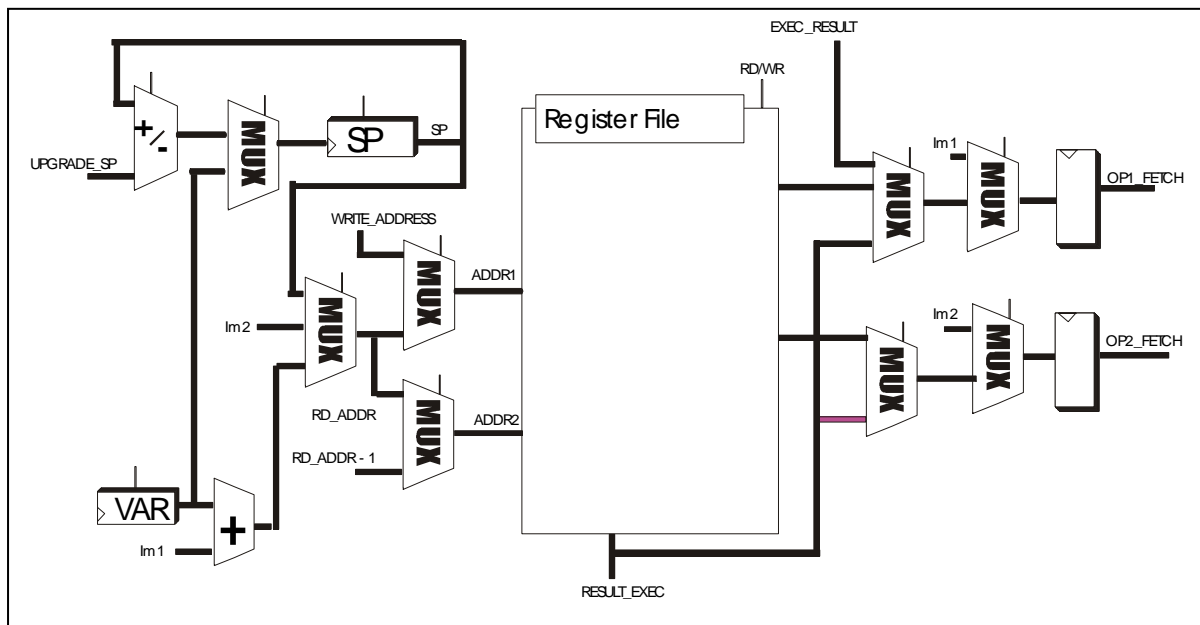 EXEC_RESULT
RD/WR
Register File
+/-
MUX
SP
SP
UPGRADE_SP
Im1
MUX
MUX
OP1_FETCH
WRITE_ADDRESS
MUX
ADDR1
MUX
Im2
Im2
MUX
MUX
OP2_FETCH
RD_ADDR
MUX
ADDR2
RD_ADDR - 1
VAR
+
Im1
RESULT_EXEC